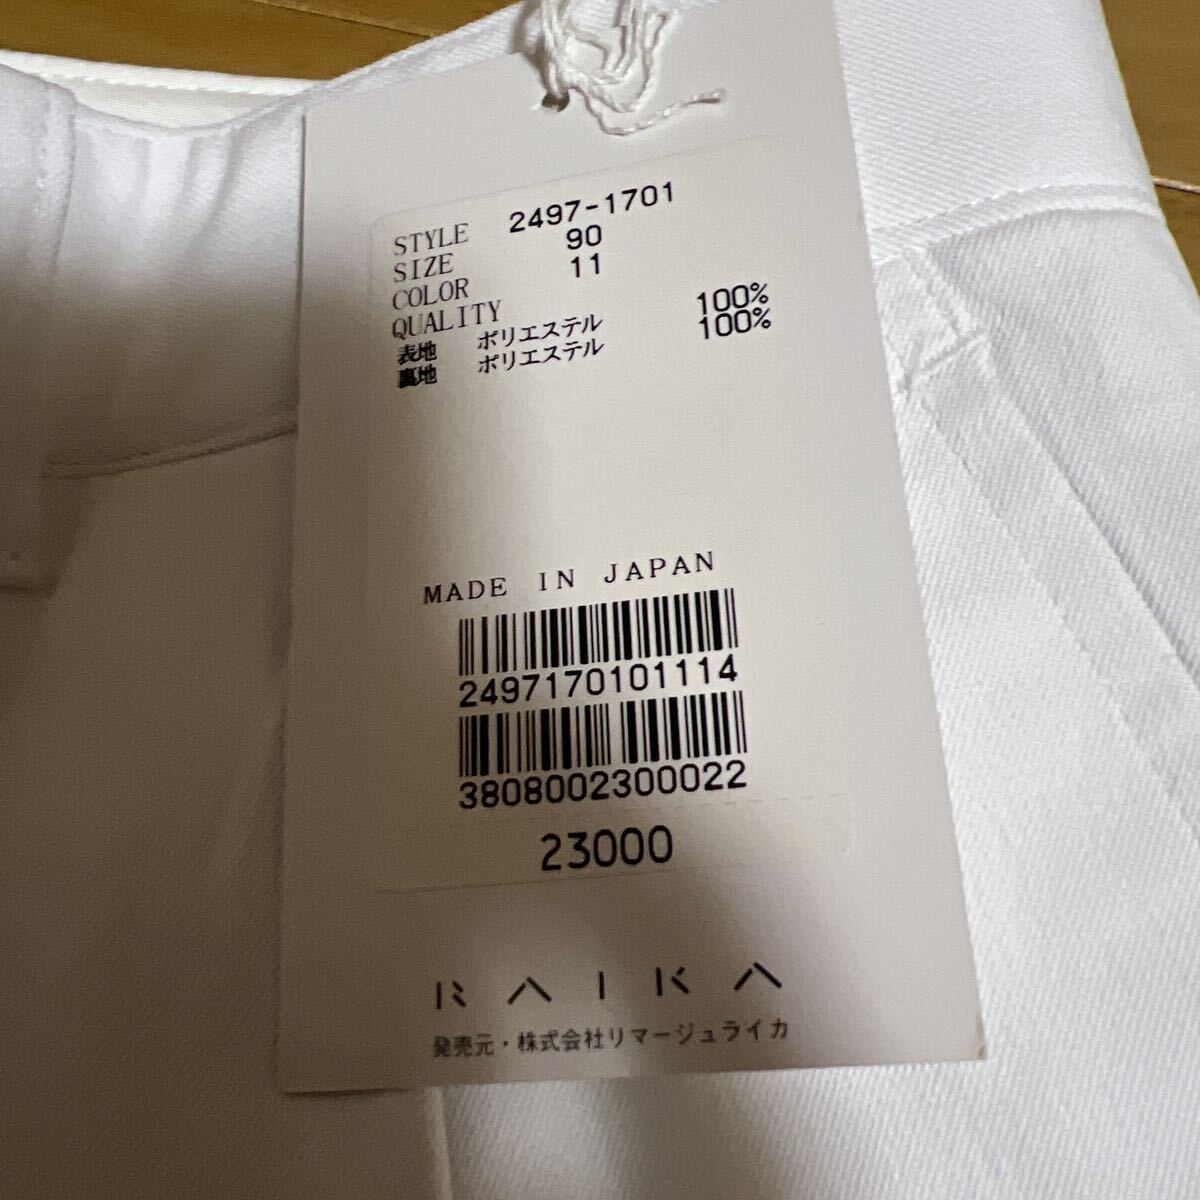 STYLE 2497-1701
SIZE 90
COLOR 11
QUALITY
表地 ポリエステル 100%
裏地 ポリエステル 100%
MADE IN JAPAN
2497170101114
3808002300022
23000
RAIKA
発売元・株式会社リマージュライカ